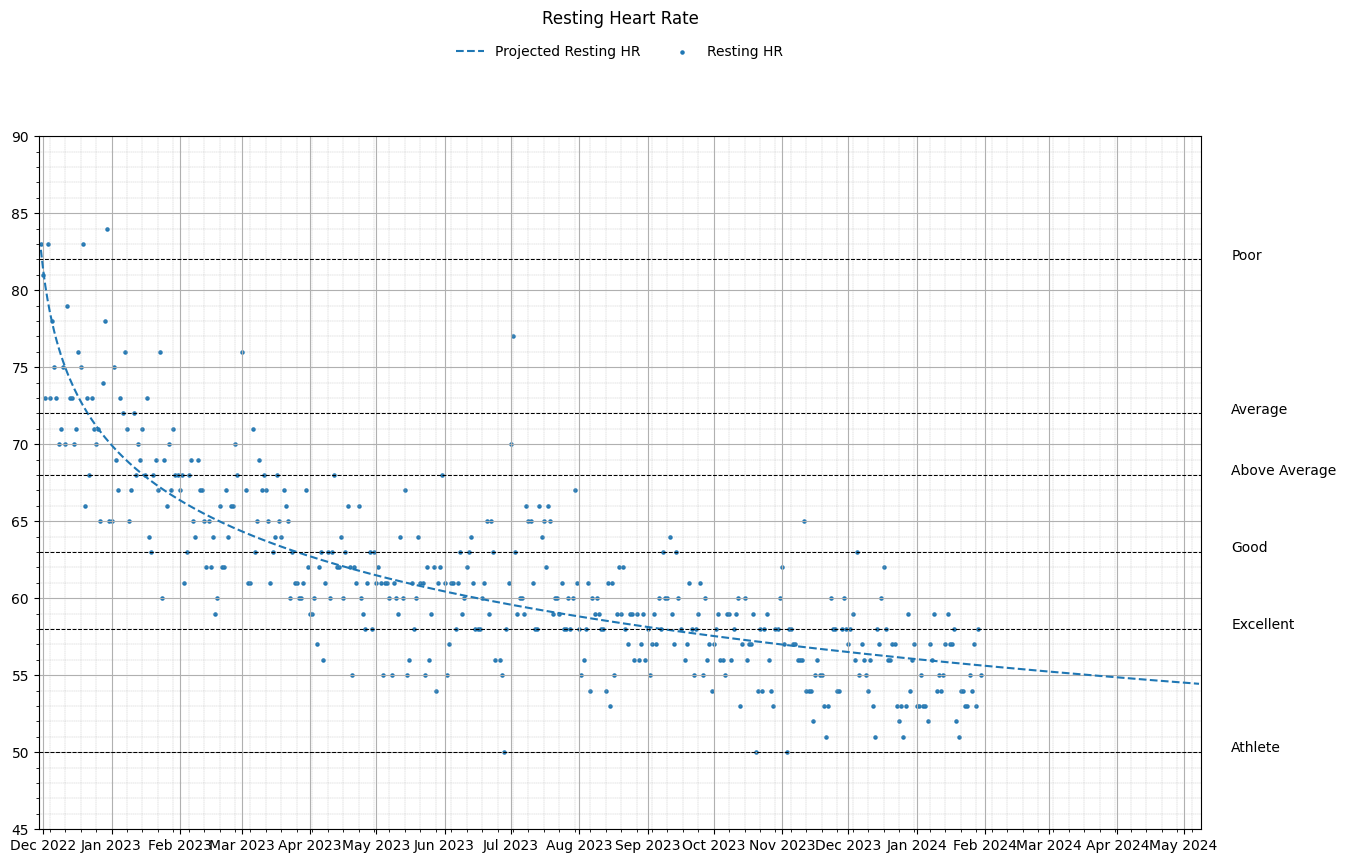 Resting Heart Rate
Projected Resting HR
Resting HR
90
85
80
75
70
65
60
55
50
45
Poor
Average
Above Average
Good
Excellent
Athlete
Dec 2022 Jan 2023 Feb 2023 Mar 2023 Apr 2023 May 2023 Jun 2023 Jul 2023 Aug 2023 Sep 2023 Oct 2023 Nov 2023 Dec 2023 Jan 2024 Feb 2024 Mar 2024 Apr 2024 May 2024